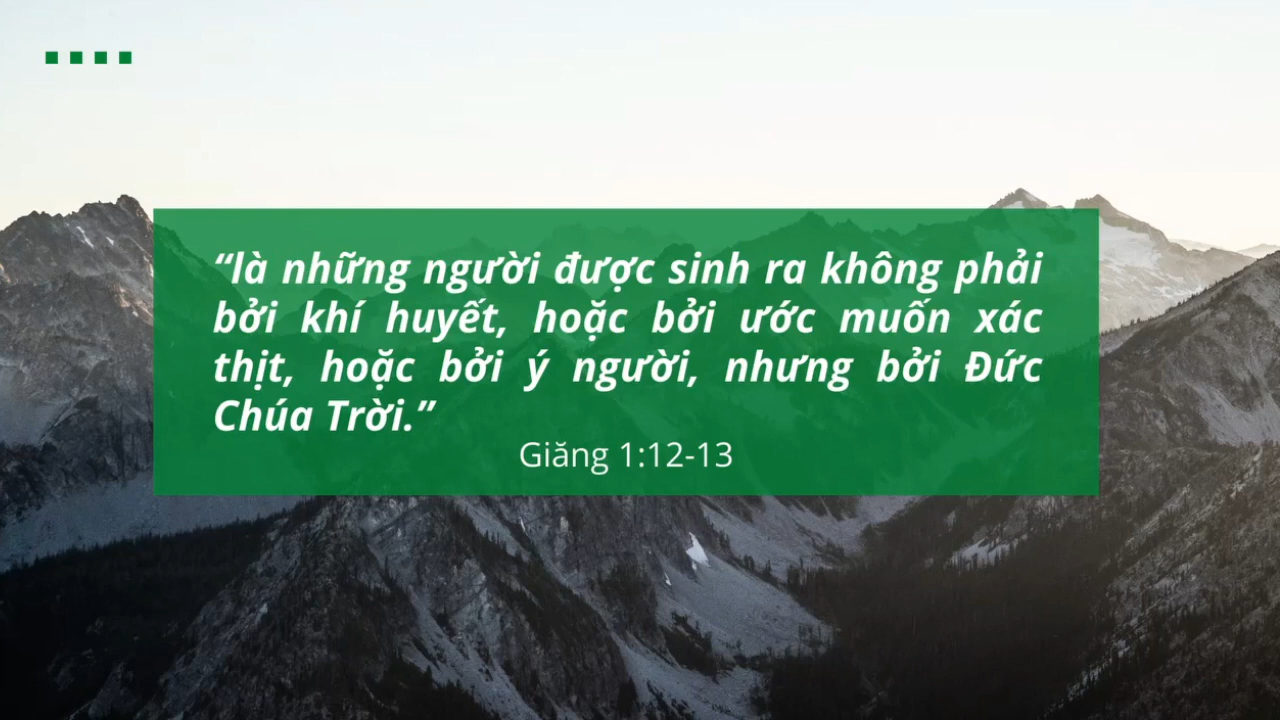 “là những người được sinh ra không phải
bởi khí huyết, hoặc bởi ước muốn xác
thịt, hoặc bởi ý người, nhưng bởi Đức
Chúa Trời.”
Giăng 1:12-13